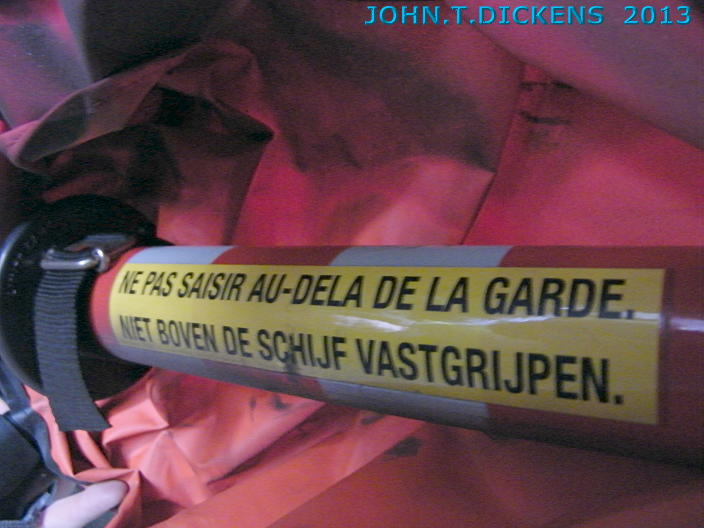 JOHN.T.DICKENS 2013
NE PAS SAISIR AU-DELA DE LA GARDE.
NIET BOVEN DE SCHIJF VASTGRIJPEN.